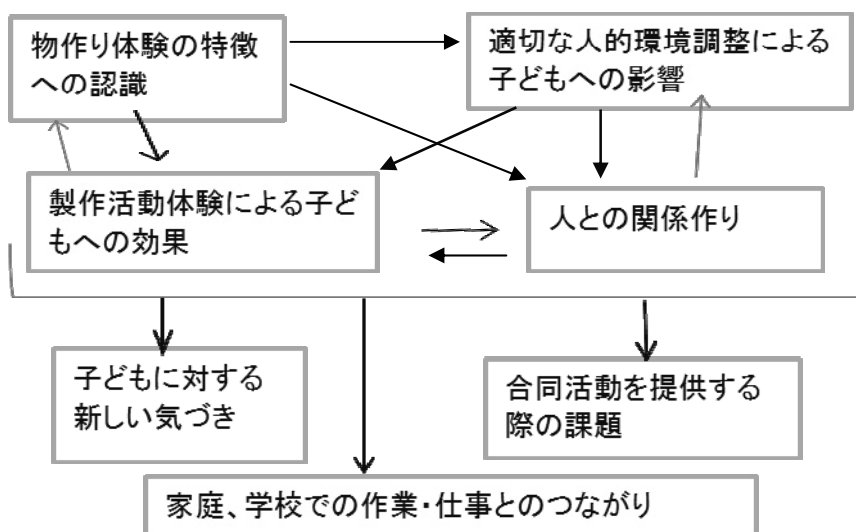 物作り体験の特徴
への認識
適切な人的環境調整による
子どもへの影響
製作活動体験による子ど
もへの効果
人との関係作り
子どもに対する
新しい気づき
合同活動を提供する
際の課題
家庭、学校での作業・仕事とのつながり